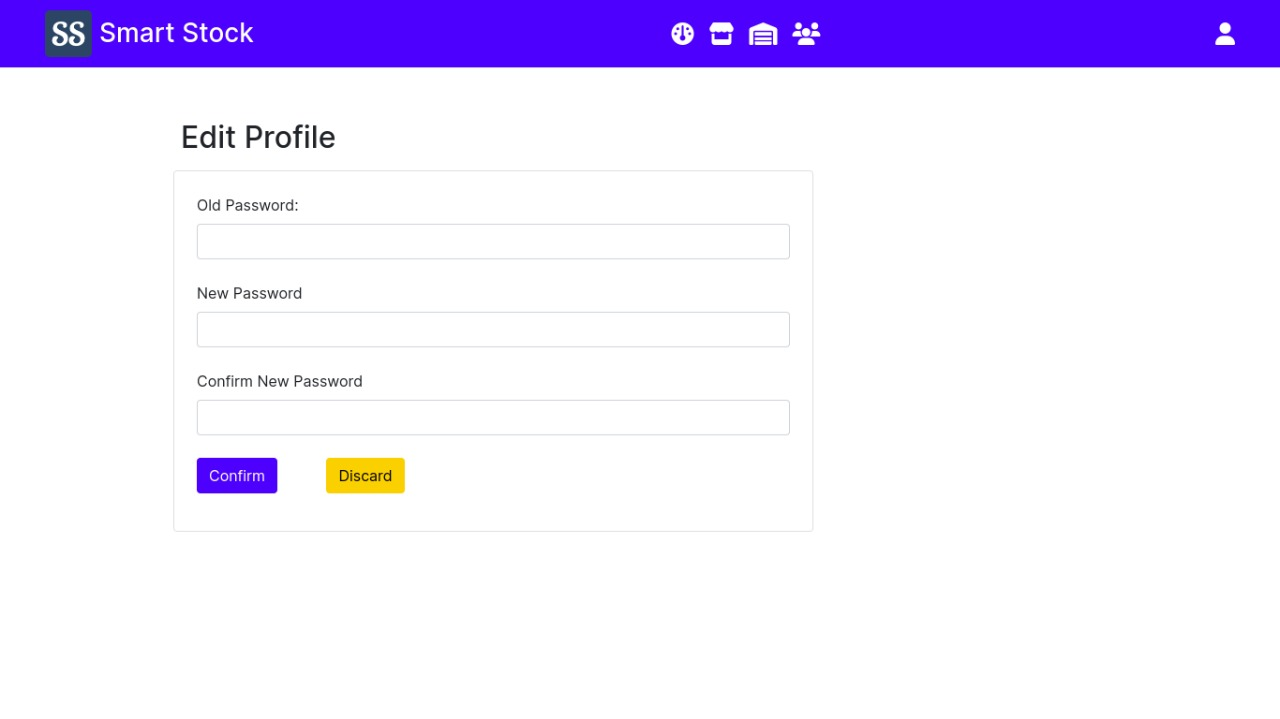 SS Smart Stock
Edit Profile
Old Password:
New Password
Confirm New Password
Confirm Discard